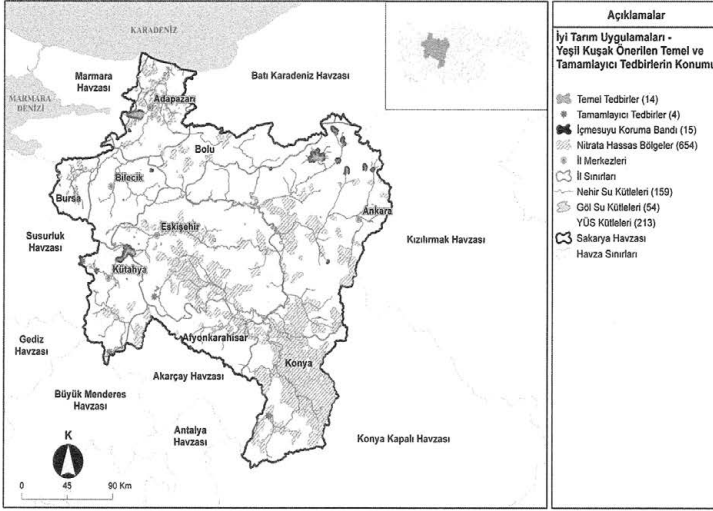 KARADENİZ
Marmara
Havzası
Batı Karadeniz Havzası
MARMARA
DENİZİ
Adapazarı
Bolu
Bilecik
Bursa
Ankara
Eskişehir
Susurluk
Havzası
Kızılırmak Havzası
Kütahya
Gediz
Havzası
Afyonkarahisar
Konya
Akarçay Havzası
Büyük Menderes
Havzası
Antalya
Havzası
Konya Kapalı Havzası
K
0 45 90 Km
Açıklamalar
İyi Tarım Uygulamaları -
Yeşil Kuşak Önerilen Temel ve
Tamamlayıcı Tedbirlerin Konumu
Temel Tedbirler (14)
Tamamlayıcı Tedbirler (4)
İçmesuyu Koruma Bandı (15)
Nitrata Hassas Bölgeler (654)
İl Merkezleri
İl Sınırları
Nehir Su Kütleleri (159)
Göl Su Kütleleri (54)
YÜS Kütleleri (213)
Sakarya Havzası
Havza Sınırları